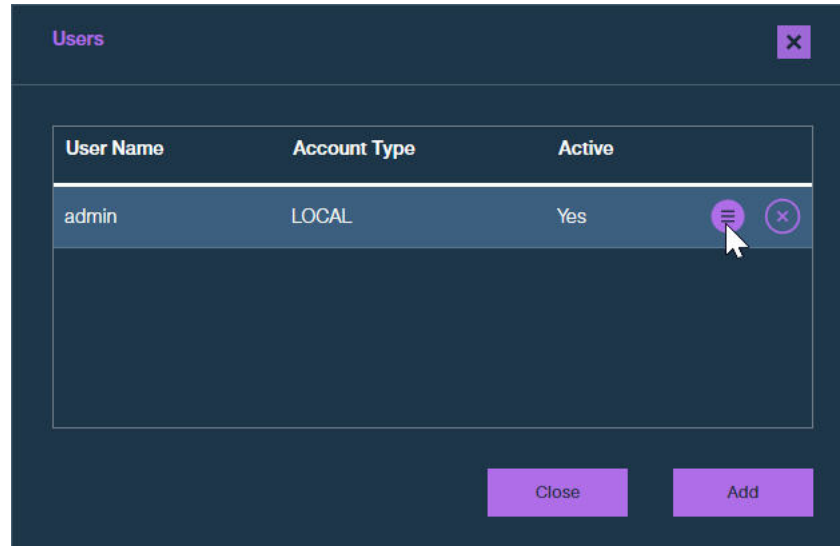 Users
User Name Account Type Active
admin LOCAL Yes
Close Add